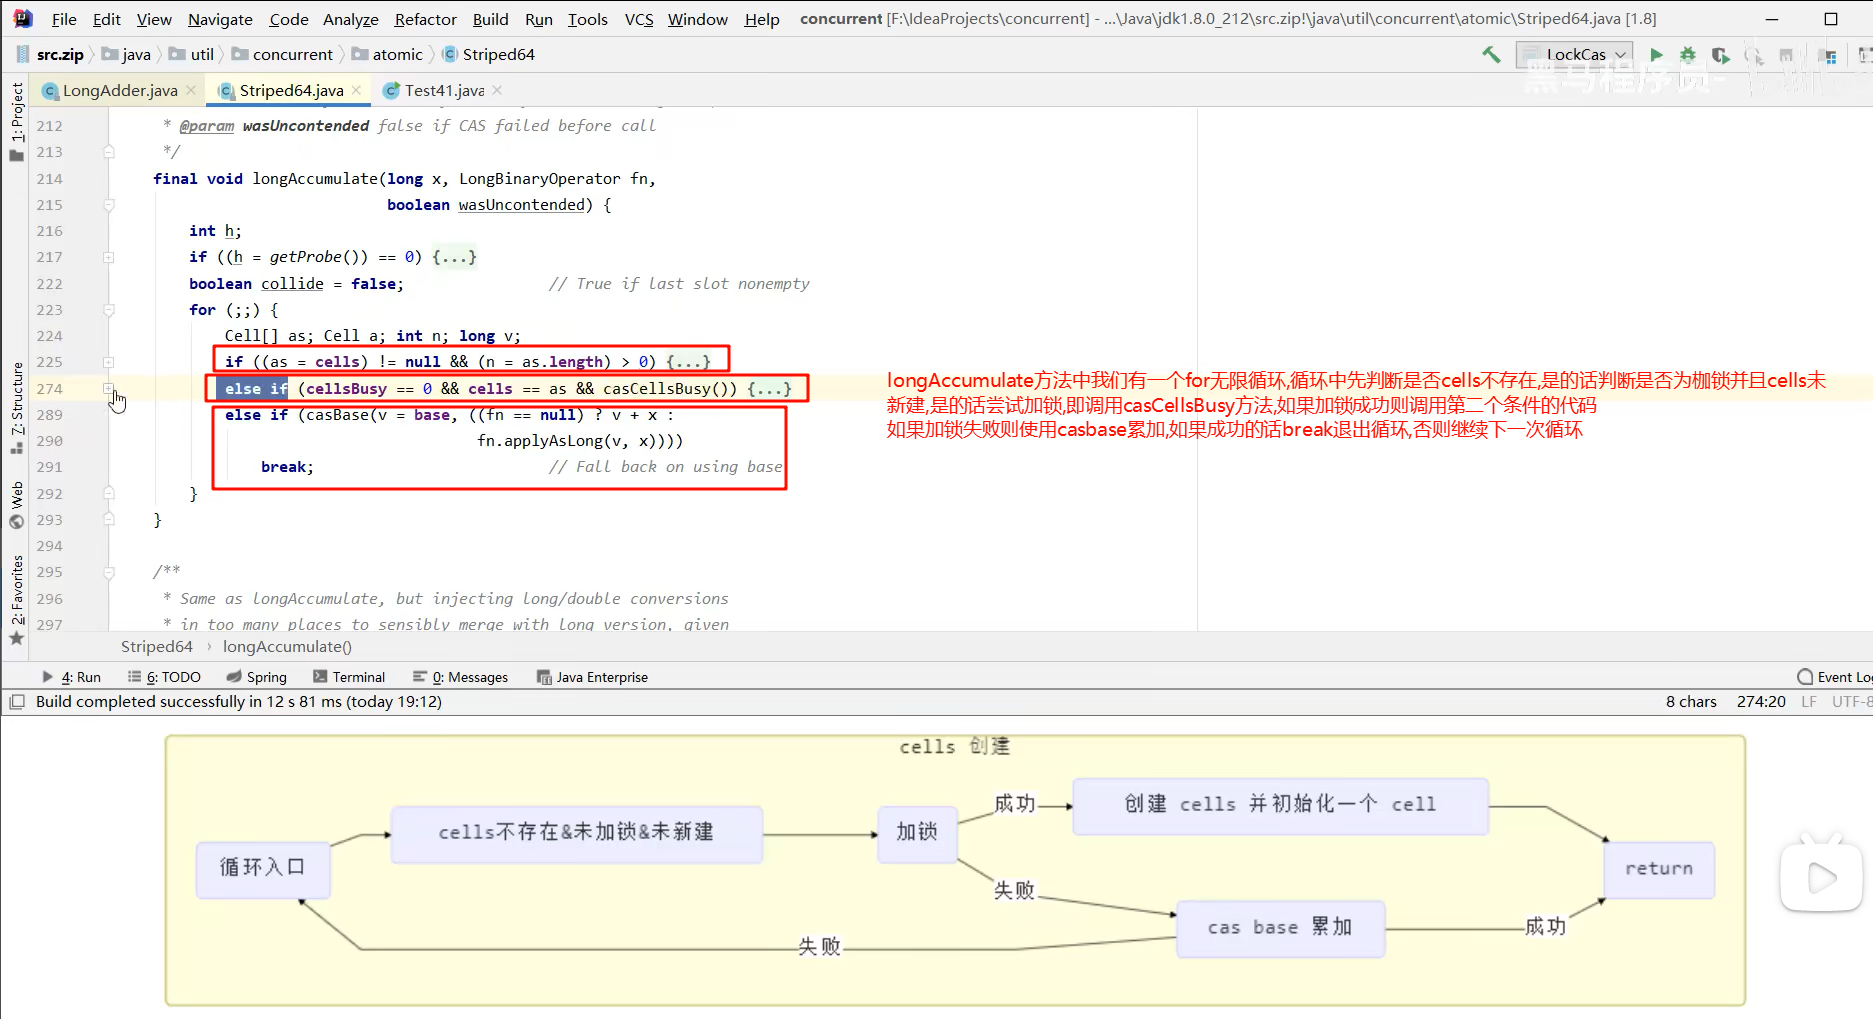 File Edit View Navigate Code Analyze Refactor Build Run Tools VCS Window Help concurrent [F:\IdeaProjects\concurrent] - ...\Java\jdk1.8.0_212\src.zip!\java\util\concurrent\atomic\Striped64.java [1.8]
src.zip java util concurrent atomic Striped64 LockCas
黑马程序员-
LongAdder.java Striped64.java Test41.java
1: Project
7: Structure
Web
2: Favorites
212 * @param wasUncontended false if CAS failed before call
213 */
214 final void longAccumulate(long x, LongBinaryOperator fn,
215 boolean wasUncontended) {
216 int h;
217 if ((h = getProbe()) == 0) {...}
222 boolean collide = false; // True if last slot nonempty
223 for (;;) {
224 Cell[] as; Cell a; int n; long v;
225 if ((as = cells) != null && (n = as.length) > 0) {...}
274 else if (cellsBusy == 0 && cells == as && casCellsBusy()) {...}
289 else if (casBase(v = base, ((fn == null) ? v + x :
290 fn.applyAsLong(v, x))))
291 break; // Fall back on using base
292 }
293 }
294
295 /**
296 * Same as longAccumulate, but injecting long/double conversions
297 * in too many places to sensibly merge with long version, given
longAccumulate方法中我们有一个for无限循环,循环中先判断是否cells不存在,是的话判断是否为枷锁并且cells未
新建,是的话尝试加锁,即调用casCellsBusy方法,如果加锁成功则调用第二个条件的代码
如果加锁失败则使用casbase累加,如果成功的话break退出循环,否则继续下一次循环
Striped64 › longAccumulate()
4: Run 6: TODO Spring Terminal 0: Messages Java Enterprise Event Log
Build completed successfully in 12 s 81 ms (today 19:12) 8 chars 274:20 LF UTF-8
cells 创建
循环入口
cells不存在&未加锁&未新建
加锁
成功
创建 cells 并初始化一个 cell
失败
cas base 累加
成功
return
失败